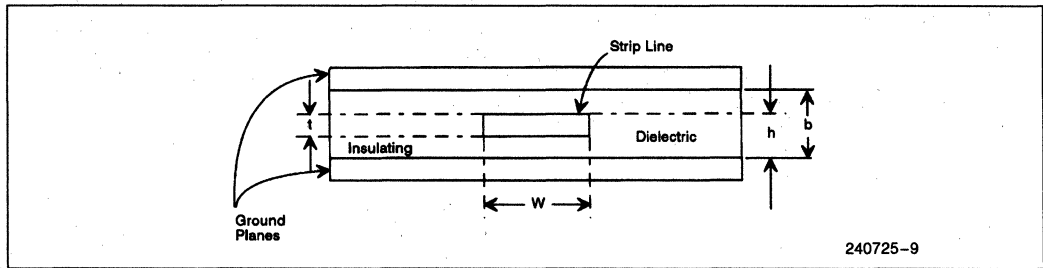 Strip Line
t
h
b
Insulating
Dielectric
W
Ground
Planes
240725-9